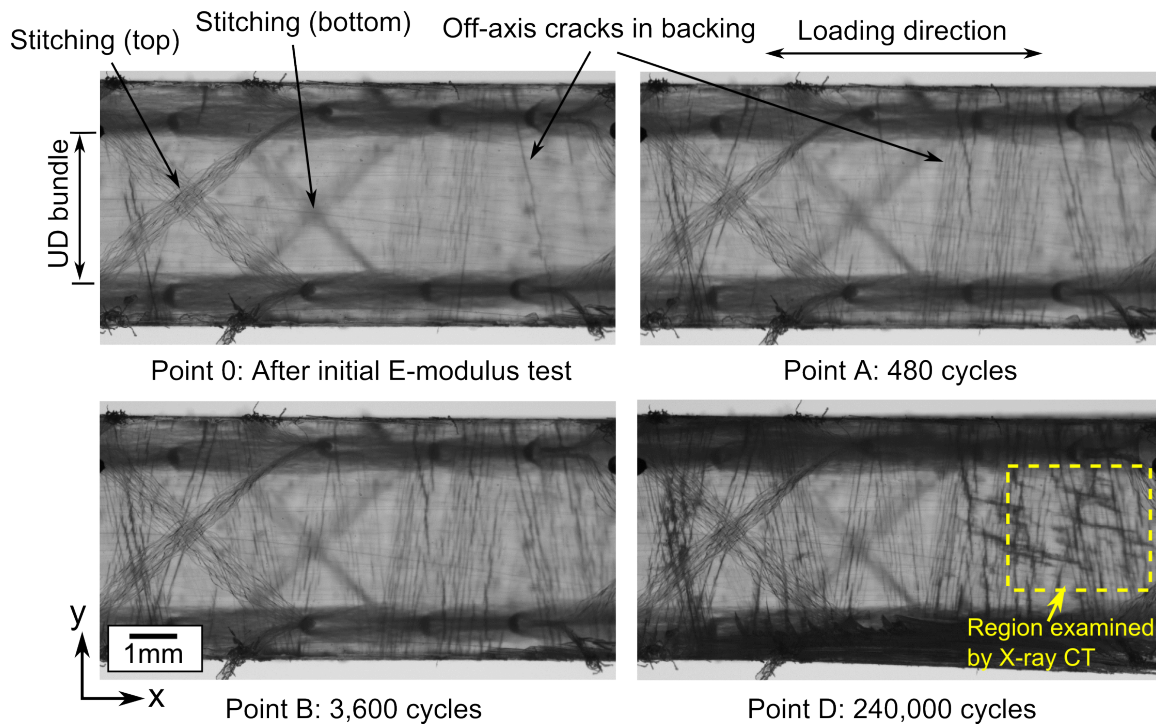 Stitching (top)
Stitching (bottom)
Off-axis cracks in backing
Loading direction
UD bundle
Point 0: After initial E-modulus test
Point A: 480 cycles
y
x
1mm
Region examined
by X-ray CT
Point B: 3,600 cycles
Point D: 240,000 cycles